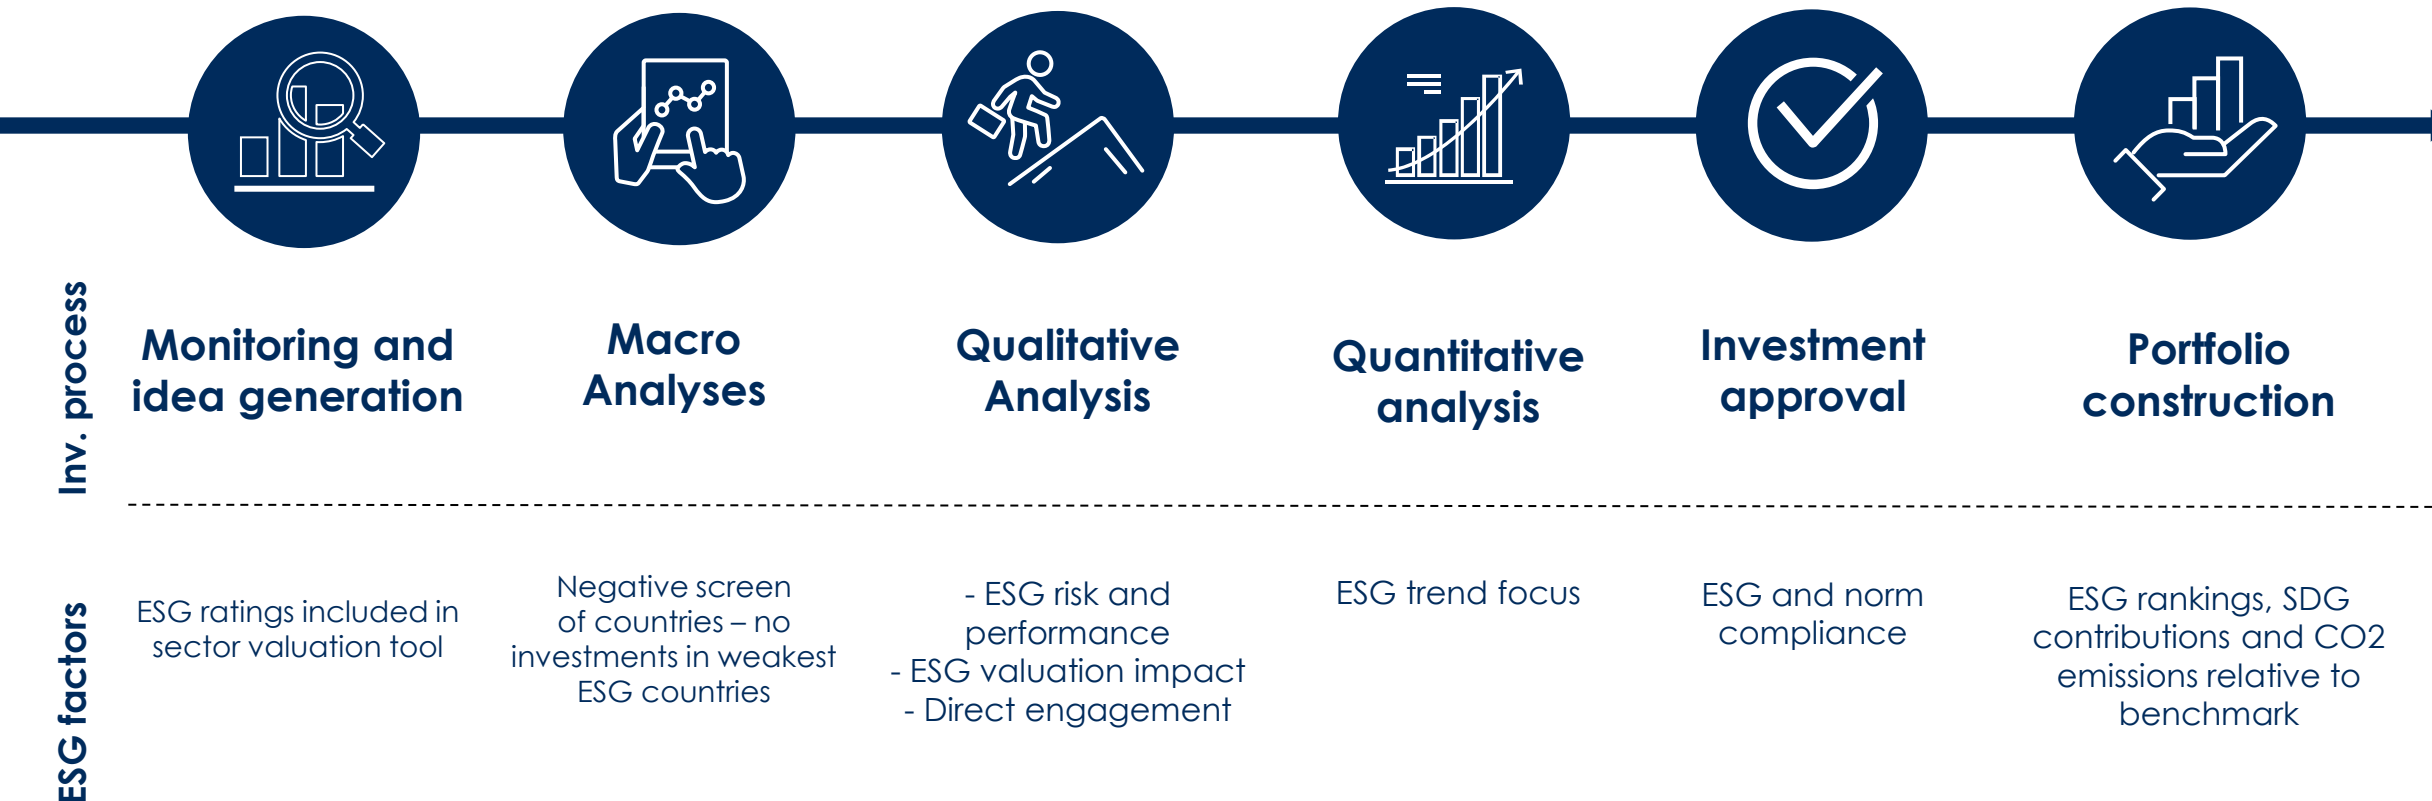 Inv. process
Monitoring and
idea generation
Macro
Analyses
Qualitative
Analysis
Quantitative
analysis
Investment
approval
Portfolio
construction
ESG factors
ESG ratings included in
sector valuation tool
Negative screen
of countries – no
investments in weakest
ESG countries
- ESG risk and
performance
- ESG valuation impact
- Direct engagement
ESG trend focus
ESG and norm
compliance
ESG rankings, SDG
contributions and CO2
emissions relative to
benchmark